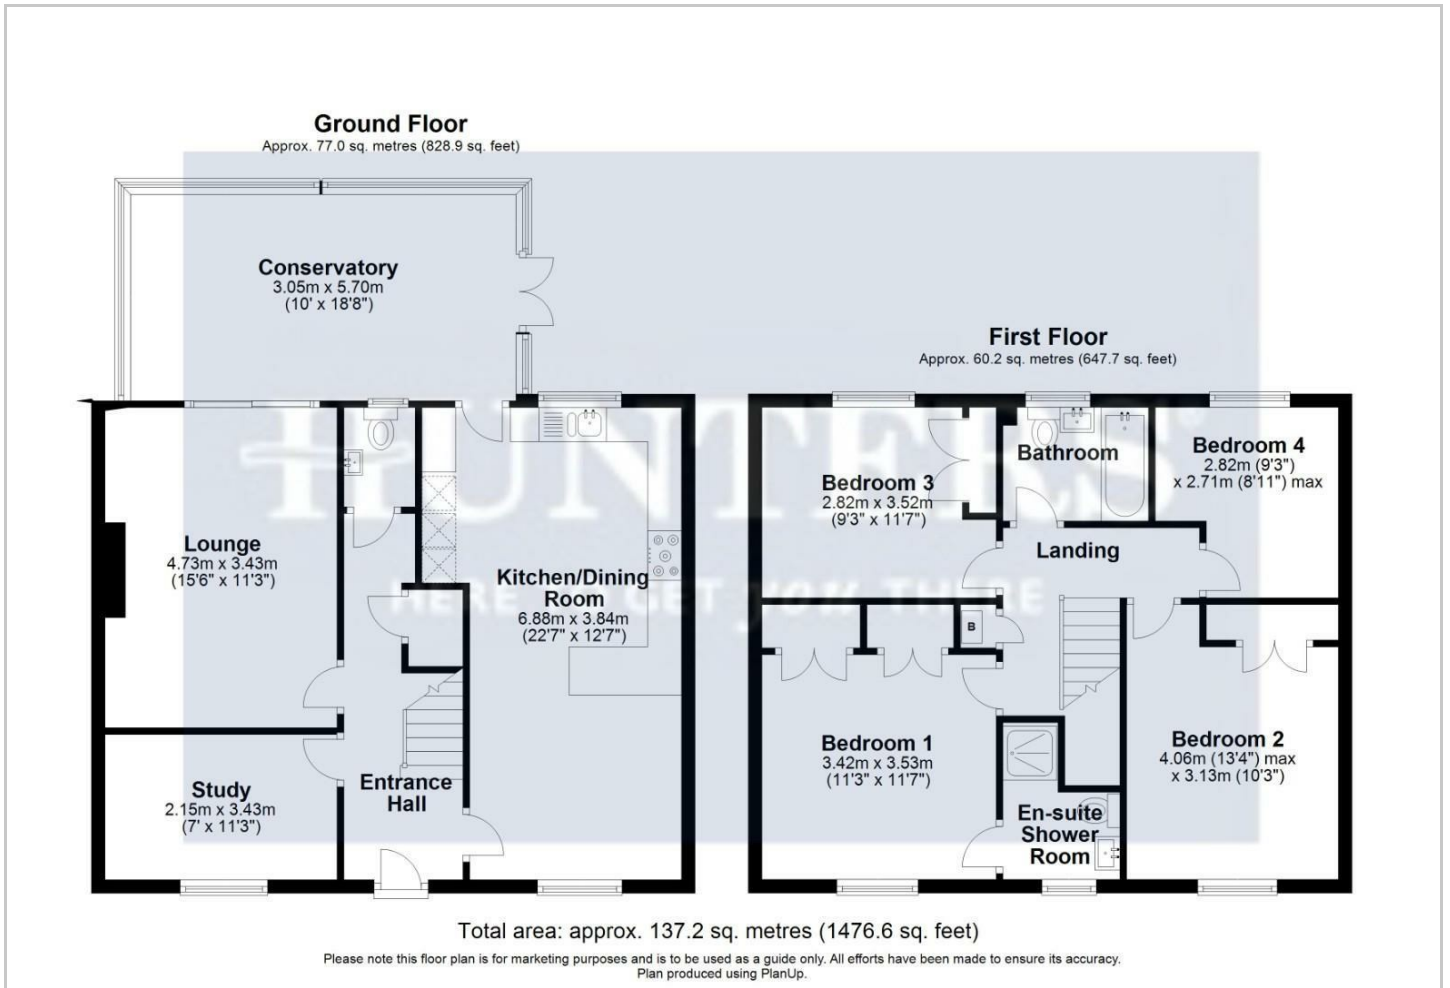 Ground Floor
Approx. 77.0 sq. metres (828.9 sq. feet)
Conservatory
3.05m x 5.70m
(10' x 18'8")
First Floor
Approx. 60.2 sq. metres (647.7 sq. feet)
HUNTERS®
HERE TO GET you THERE
Lounge
4.73m x 3.43m
(15'6" x 11'3")
Kitchen/Dining
Room
6.88m x 3.84m
(22'7" x 12'7")
Study
2.15m x 3.43m
(7' x 11'3")
Entrance
Hall
Bedroom 3
2.82m x 3.52m
(9'3" x 11'7")
Bathroom
Bedroom 4
2.82m (9'3")
x 2.71m (8'11") max
Landing
B
Bedroom 1
3.42m x 3.53m
(11'3" x 11'7")
En-suite
Shower
Room
Bedroom 2
4.06m (13'4") max
x 3.13m (10'3")
Total area: approx. 137.2 sq. metres (1476.6 sq. feet)
Please note this floor plan is for marketing purposes and is to be used as a guide only. All efforts have been made to ensure its accuracy.
Plan produced using PlanUp.